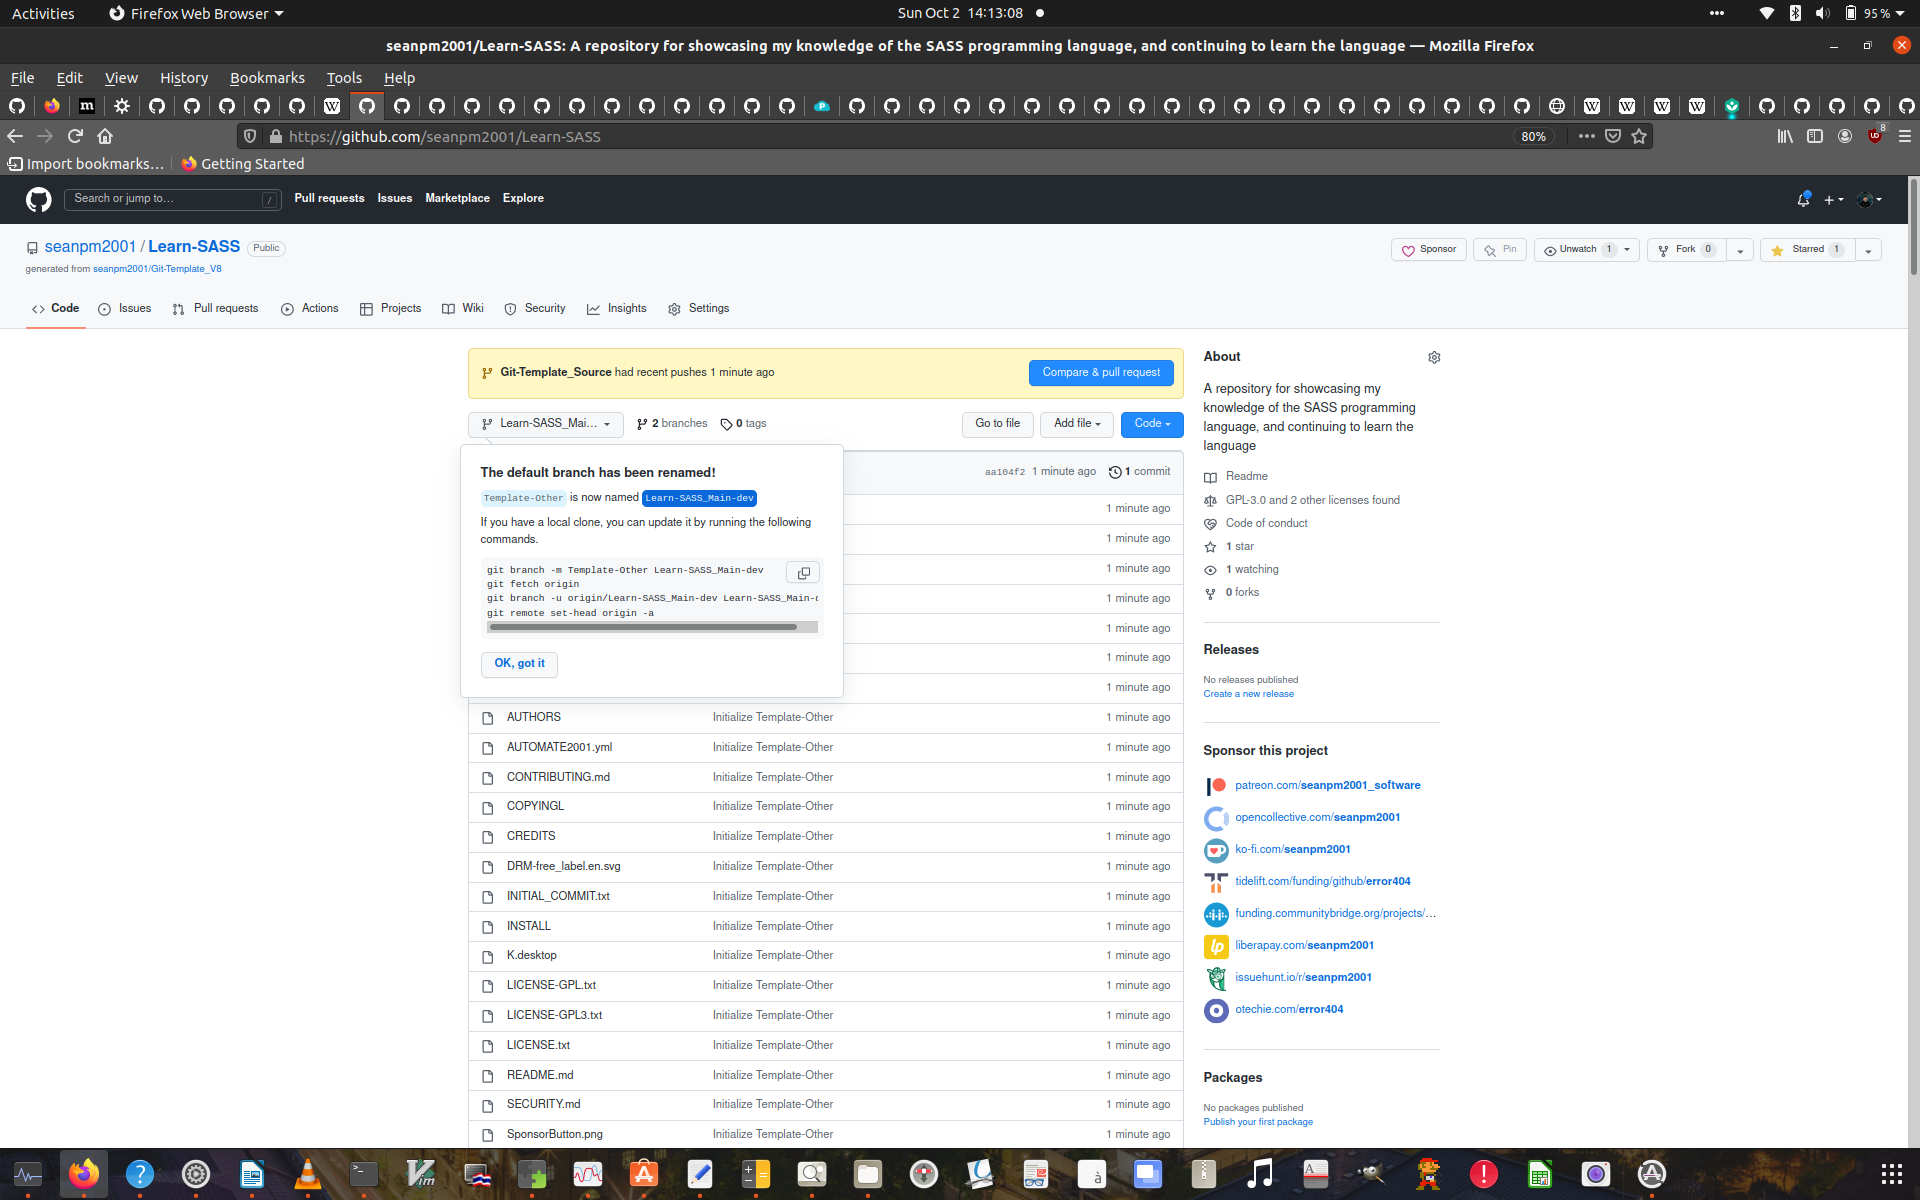 Activities
Firefox Web Browser
Sun Oct 2 14:13:08
95 %
seanpm2001/Learn-SASS: A repository for showcasing my knowledge of the SASS programming language, and continuing to learn the language — Mozilla Firefox
File Edit View History Bookmarks Tools Help
https://github.com/seanpm2001/Learn-SASS
80%
8
Import bookmarks…
Getting Started
Search or jump to…
/
Pull requests Issues Marketplace Explore
seanpm2001 / Learn-SASS
Public
Sponsor
Pin
Unwatch 1
Fork 0
Starred 1
generated from seanpm2001/Git-Template_V8
Code Issues Pull requests Actions Projects Wiki Security Insights Settings
Git-Template_Source had recent pushes 1 minute ago
Compare & pull request
Learn-SASS_Mai…
2 branches
0 tags
Go to file
Add file
Code
The default branch has been renamed!
Template-Other is now named Learn-SASS_Main-dev
If you have a local clone, you can update it by running the following
commands.
git branch -m Template-Other Learn-SASS_Main-dev
git fetch origin
git branch -u origin/Learn-SASS_Main-dev Learn-SASS_Main-
git remote set-head origin -a
OK, got it
aa104f2 1 minute ago
1 commit
1 minute ago
1 minute ago
1 minute ago
1 minute ago
1 minute ago
1 minute ago
1 minute ago
AUTHORS Initialize Template-Other 1 minute ago
AUTOMATE2001.yml Initialize Template-Other 1 minute ago
CONTRIBUTING.md Initialize Template-Other 1 minute ago
COPYINGL Initialize Template-Other 1 minute ago
CREDITS Initialize Template-Other 1 minute ago
DRM-free_label.en.svg Initialize Template-Other 1 minute ago
INITIAL_COMMIT.txt Initialize Template-Other 1 minute ago
INSTALL Initialize Template-Other 1 minute ago
K.desktop Initialize Template-Other 1 minute ago
LICENSE-GPL.txt Initialize Template-Other 1 minute ago
LICENSE-GPL3.txt Initialize Template-Other 1 minute ago
LICENSE.txt Initialize Template-Other 1 minute ago
README.md Initialize Template-Other 1 minute ago
SECURITY.md Initialize Template-Other 1 minute ago
SponsorButton.png Initialize Template-Other 1 minute ago
About
A repository for showcasing my
knowledge of the SASS programming
language, and continuing to learn the
language
Readme
GPL-3.0 and 2 other licenses found
Code of conduct
1 star
1 watching
0 forks
Releases
No releases published
Create a new release
Sponsor this project
patreon.com/seanpm2001_software
opencollective.com/seanpm2001
ko-fi.com/seanpm2001
tidelift.com/funding/github/error404
funding.communitybridge.org/projects/…
liberapay.com/seanpm2001
issuehunt.io/r/seanpm2001
otechie.com/error404
Packages
No packages published
Publish your first package